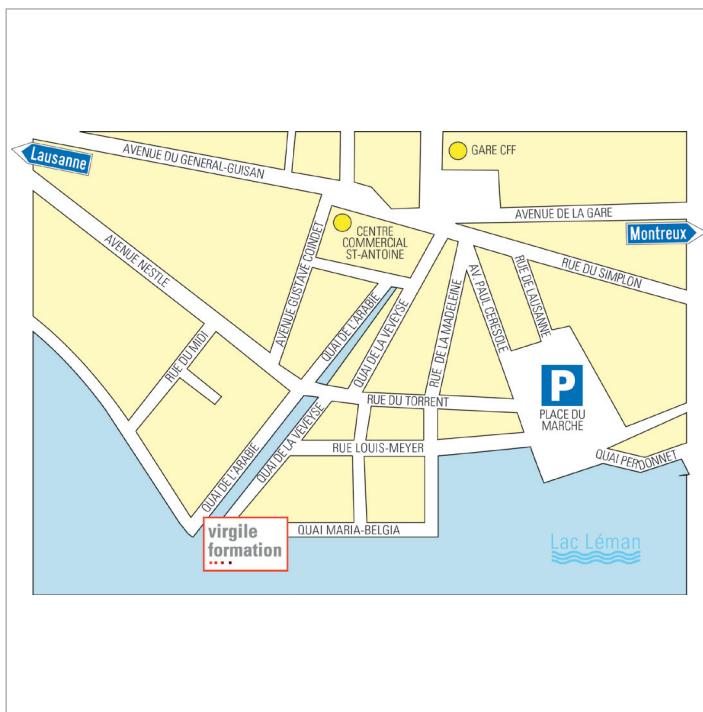 Lausanne
AVENUE DU GENERAL-GUISAN
GARE CFF
AVENUE DE LA GARE
Montreux
CENTRE
COMMERCIAL
ST-ANTOINE
AVENUE NESTLE
AVENUE GUSTAVE COINDET
RUE DU SIMPLON
AV. PAUL CERESOLE
RUE DE LAUSANNE
QUAI DE L'ARABIE
QUAI DE LA VEVEYSE
RUE DE LA MADELEINE
RUE DU MIDI
P
PLACE DU
MARCHE
RUE DU TORRENT
RUE LOUIS-MEYER
QUAI PERDONNET
QUAI DE L'ARABIE
QUAI DE LA VEVEYSE
virgile
formation
QUAI MARIA-BELGIA
Lac Léman